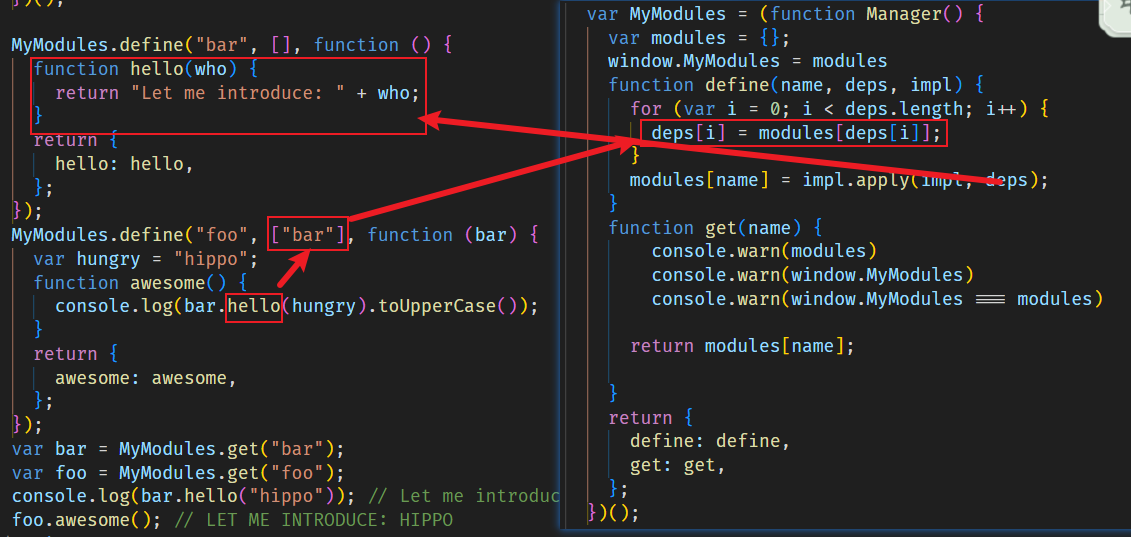 })();
MyModules.define("bar", [], function () {
  function hello(who) {
    return "Let me introduce: " + who;
  }
  return {
    hello: hello,
  };
});
MyModules.define("foo", ["bar"], function (bar) {
  var hungry = "hippo";
  function awesome() {
    console.log(bar.hello(hungry).toUpperCase());
  }
  return {
    awesome: awesome,
  };
});
var bar = MyModules.get("bar");
var foo = MyModules.get("foo");
console.log(bar.hello("hippo")); // Let me introduc
foo.awesome(); // LET ME INTRODUCE: HIPPO
var MyModules = (function Manager() {
  var modules = {};
  window.MyModules = modules
  function define(name, deps, impl) {
    for (var i = 0; i < deps.length; i++) {
      deps[i] = modules[deps[i]];
    }
    modules[name] = impl.apply(impl, deps);
  }
  function get(name) {
      console.warn(modules)
      console.warn(window.MyModules)
      console.warn(window.MyModules === modules)
    return modules[name];
  }
  return {
    define: define,
    get: get,
  };
})();